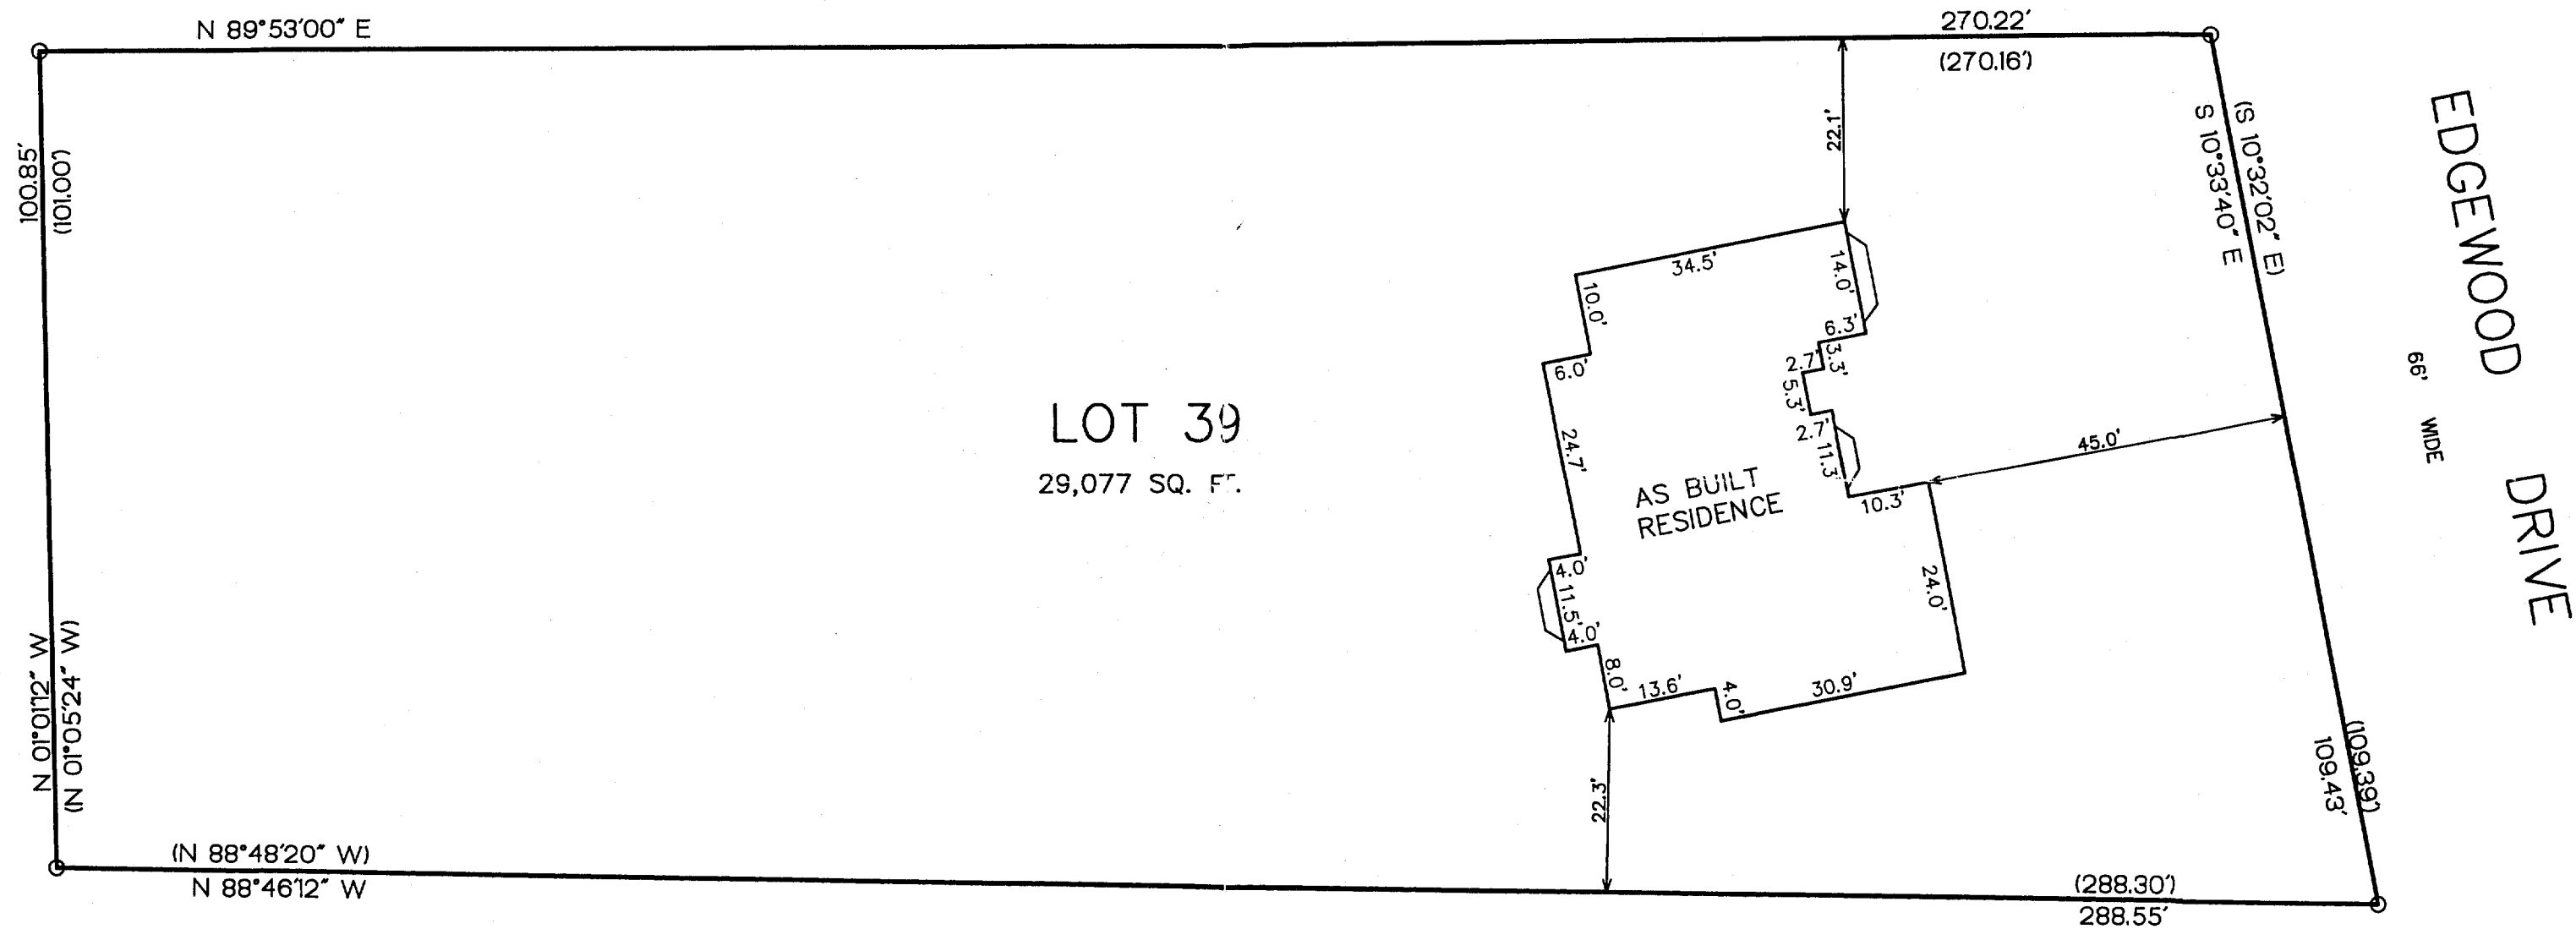 N 89°53'00" E
270.22'
(270.16')
100.85'
(101.00')
N 01°01'12" W
(N 01°05'24" W)
(S 10°32'02" E)
S 10°33'40" E
EDGEWOOD DRIVE
66' WIDE
22.1'
34.5'
14.0'
10.0'
6.3'
3.3'
2.7'
5.3'
6.0'
2.7'
11.3'
LOT 39
29,077 SQ. FT.
24.7'
45.0'
10.3'
AS BUILT
RESIDENCE
4.0'
11.5'
4.0'
24.0'
8.0'
13.6'
4.0'
30.9'
22.3'
(109.39')
109.43'
(N 88°48'20" W)
N 88°46'12" W
(288.30')
288.55'